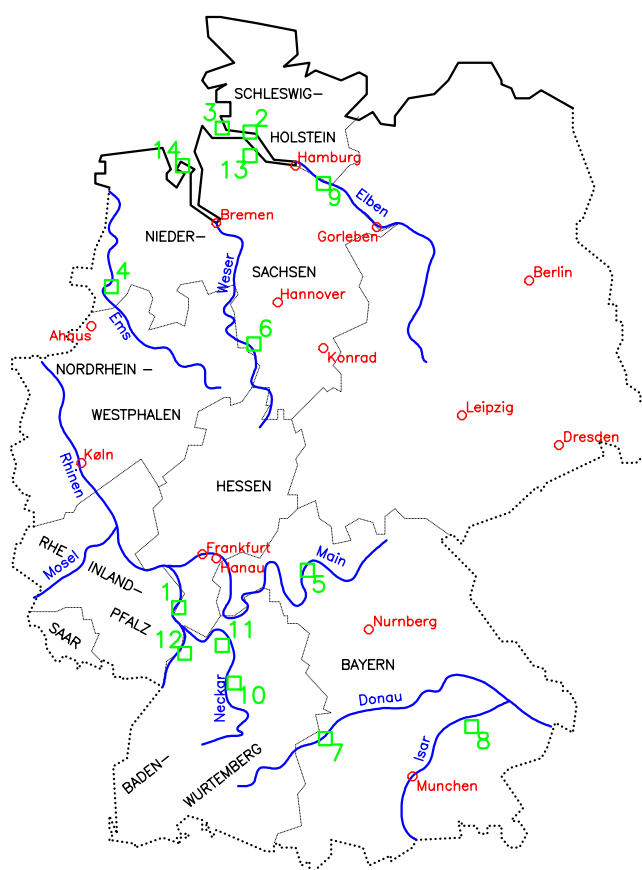 SCHLESWIG–
3
2
HOLSTEIN
14
13
Hamburg
9
Elben
Bremen
NIEDER–
Gorleben
4
Weser
SACHSEN
Berlin
Hannover
Ems
Ahaus
6
Konrad
NORDRHEIN –
WESTPHALEN
Leipzig
Køln
Dresden
Rhinen
HESSEN
RHE
Mosel
INLAND–
Frankfurt
Hanau
Main
5
1
PFALZ
SAAR
12
11
Nurnberg
BAYERN
10
Neckar
Donau
7
Isar
8
BADEN–
WURTEMBERG
Munchen